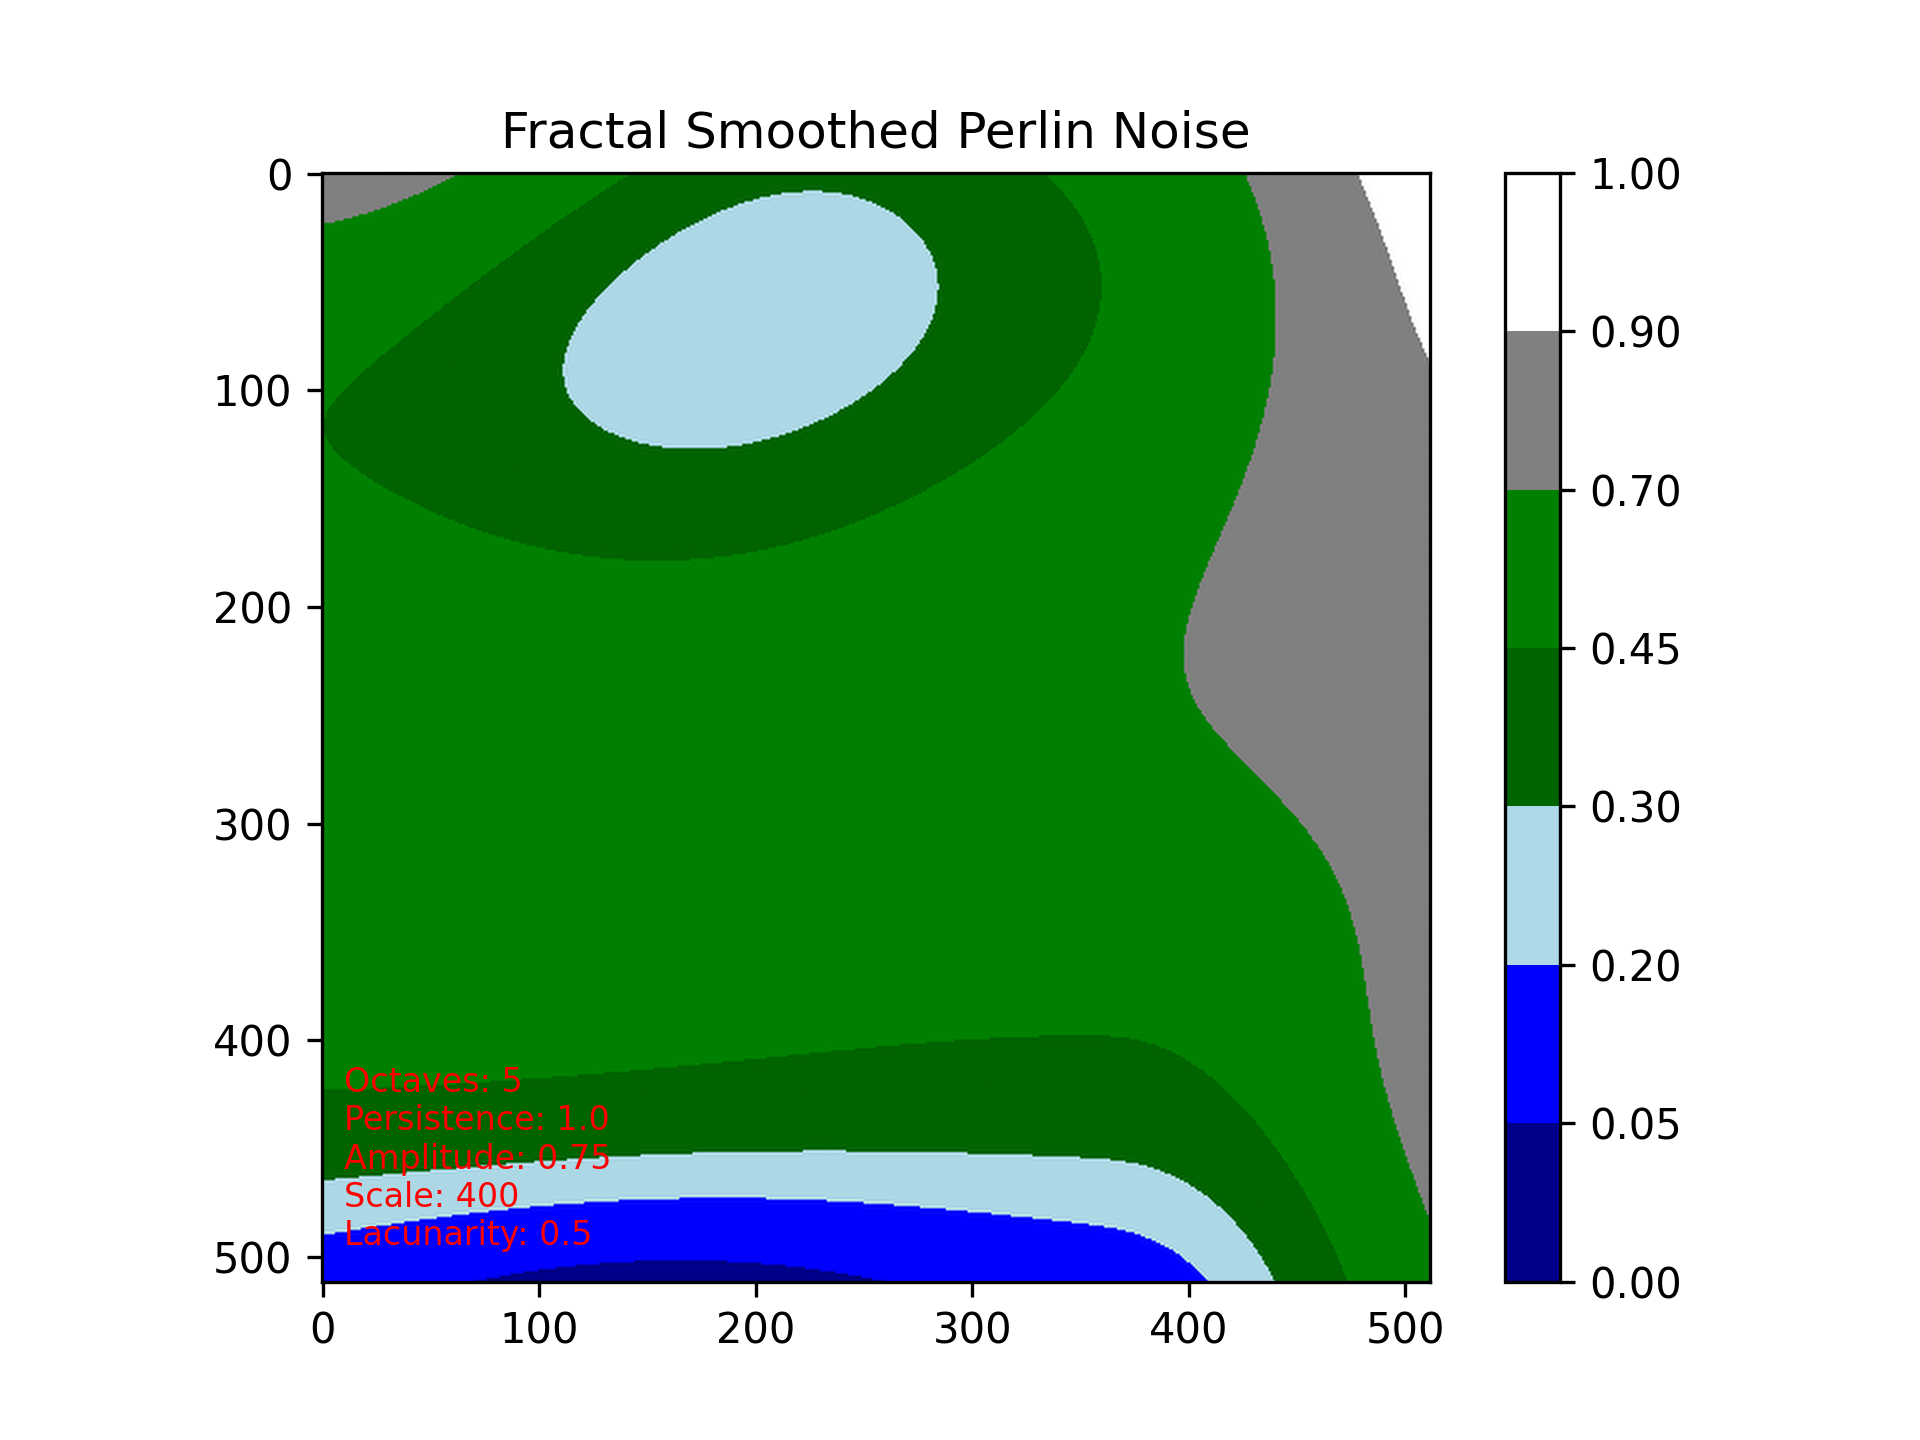 Fractal Smoothed Perlin Noise
0
100
200
300
400
500
Octaves: 5
Persistence: 1.0
Amplitude: 0.75
Scale: 400
Lacunarity: 0.5
0 100 200 300 400 500
1.00
0.90
0.70
0.45
0.30
0.20
0.05
0.00